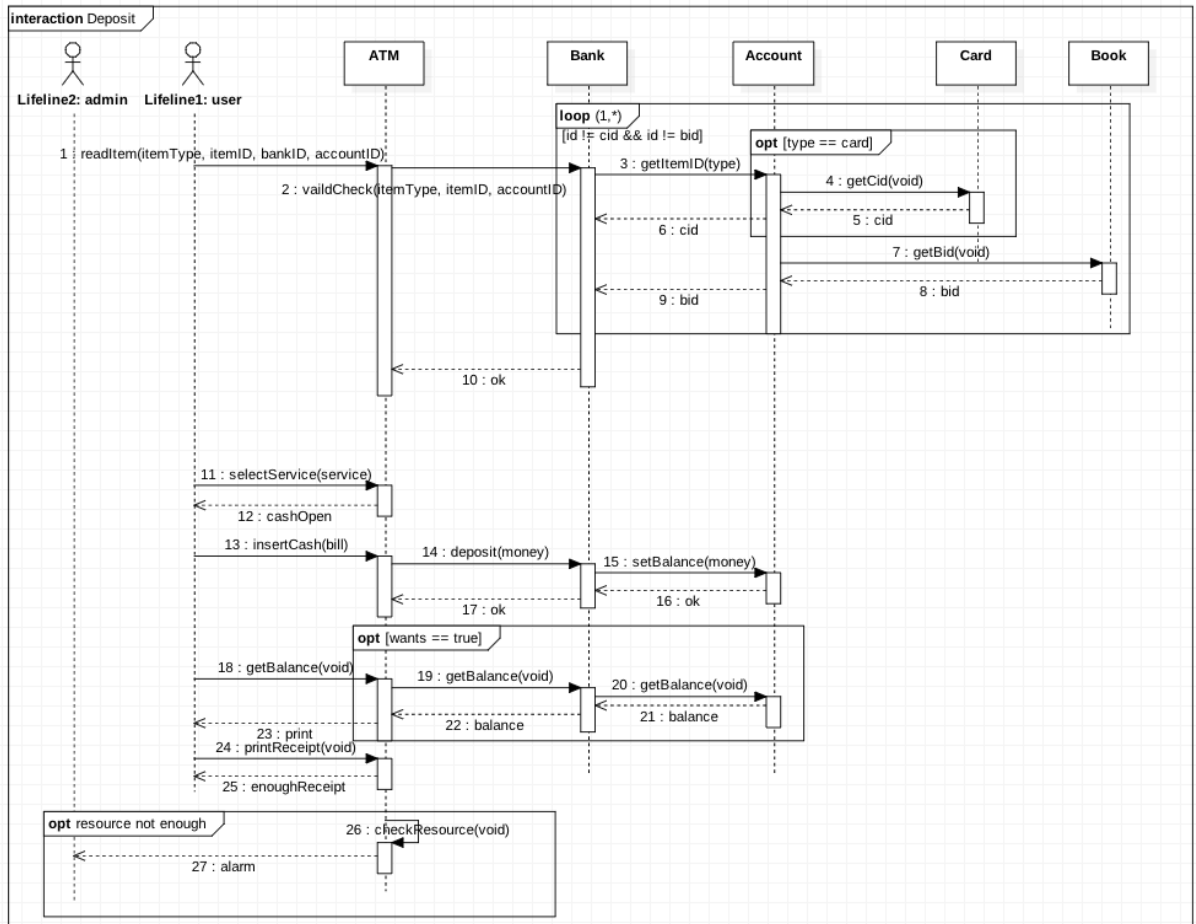 interaction Deposit
Lifeline2: admin
Lifeline1: user
ATM
Bank
Account
Card
Book
loop (1,*)
[id != cid && id != bid]
opt [type == card]
1 : readItem(itemType, itemID, bankID, accountID)
2 : vaildCheck(itemType, itemID, accountID)
3 : getItemID(type)
4 : getCid(void)
5 : cid
6 : cid
7 : getBid(void)
8 : bid
9 : bid
10 : ok
11 : selectService(service)
12 : cashOpen
13 : insertCash(bill)
14 : deposit(money)
15 : setBalance(money)
16 : ok
17 : ok
opt [wants == true]
18 : getBalance(void)
19 : getBalance(void)
20 : getBalance(void)
21 : balance
22 : balance
23 : print
24 : printReceipt(void)
25 : enoughReceipt
opt resource not enough
26 : checkResource(void)
27 : alarm